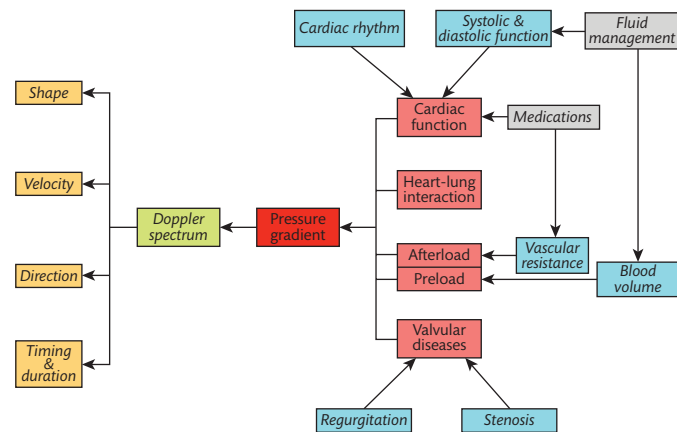 Cardiac rhythm
Systolic &
diastolic function
Fluid
management
Shape
Cardiac
function
Medications
Velocity
Heart-lung
interaction
Doppler
spectrum
Pressure
gradient
Afterload
Preload
Vascular
resistance
Blood
volume
Direction
Timing
&
duration
Valvular
diseases
Regurgitation
Stenosis